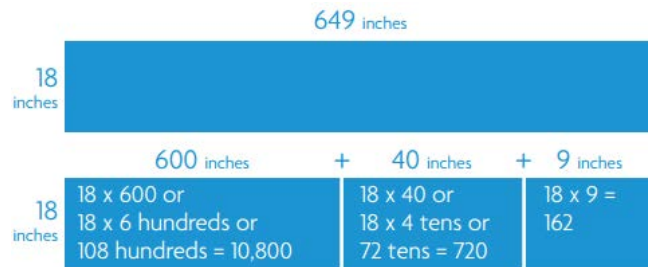 649 inches
18
inches
600 inches + 40 inches + 9 inches
18
inches
18 x 600 or
18 x 6 hundreds or
108 hundreds = 10,800
18 x 40 or
18 x 4 tens or
72 tens = 720
18 x 9 =
162